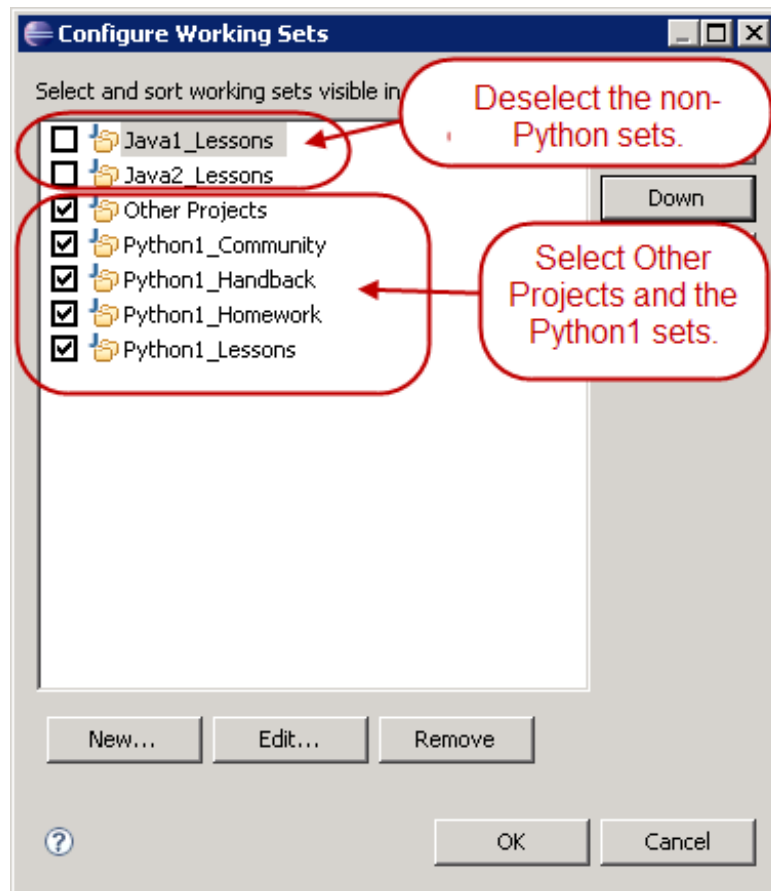 Configure Working Sets
Select and sort working sets visible in
Deselect the non-
Python sets.
Java1_Lessons
Java2_Lessons
Other Projects
Python1_Community
Python1_Handback
Python1_Homework
Python1_Lessons
Down
Select Other
Projects and the
Python1 sets.
New...
Edit...
Remove
?
OK
Cancel